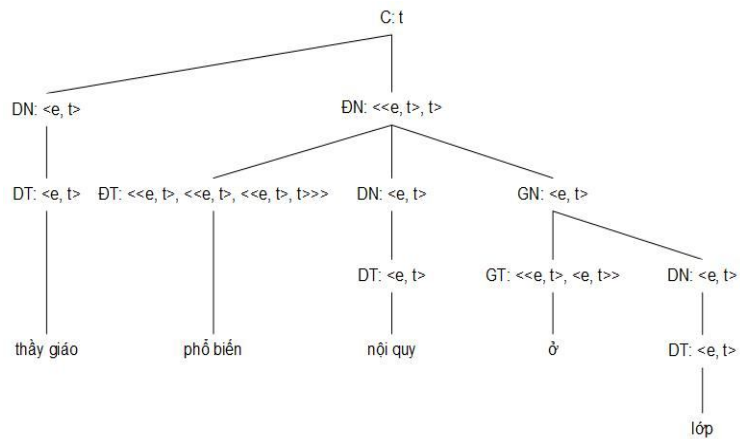 C: t
DN: <e, t> ĐN: <<e, t>, t>
DT: <e, t> ĐT: <<e, t>, <<e, t>, <<e, t>, t>>> DN: <e, t> GN: <e, t>
DT: <e, t> GT: <<e, t>, <e, t>> DN: <e, t>
thầy giáo phổ biến nội quy ở DT: <e, t>
lớp